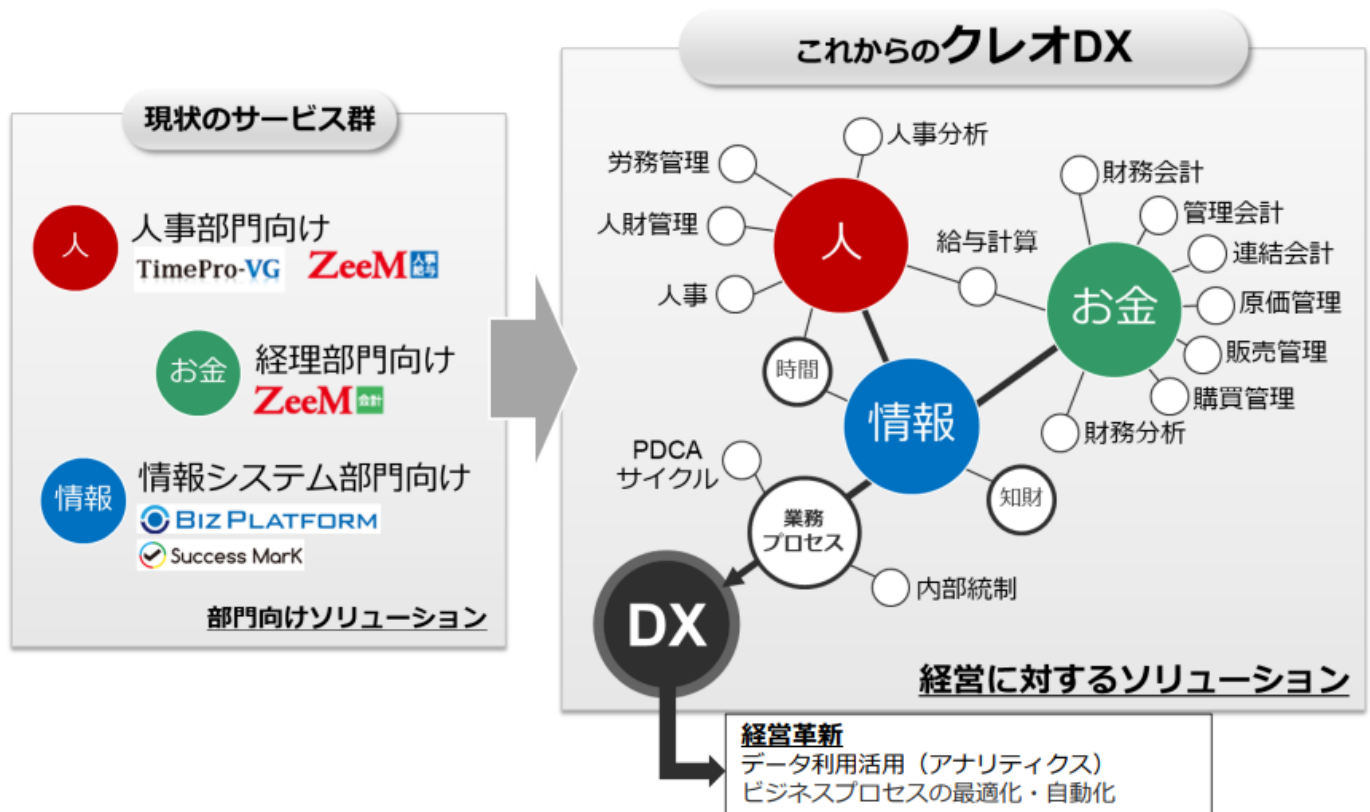 現状のサービス群
人
人事部門向け
TimePro-VG
ZeeM 人事給与
お金
経理部門向け
ZeeM 会計
情報
情報システム部門向け
BIZ PLATFORM
Success MarK
部門向けソリューション
これからのクレオDX
人事分析
労務管理
人財管理
人事
人
給与計算
財務会計
管理会計
連結会計
原価管理
販売管理
購買管理
財務分析
お金
時間
情報
知財
PDCA
サイクル
業務
プロセス
内部統制
DX
経営に対するソリューション
経営革新
データ利用活用（アナリティクス）
ビジネスプロセスの最適化・自動化